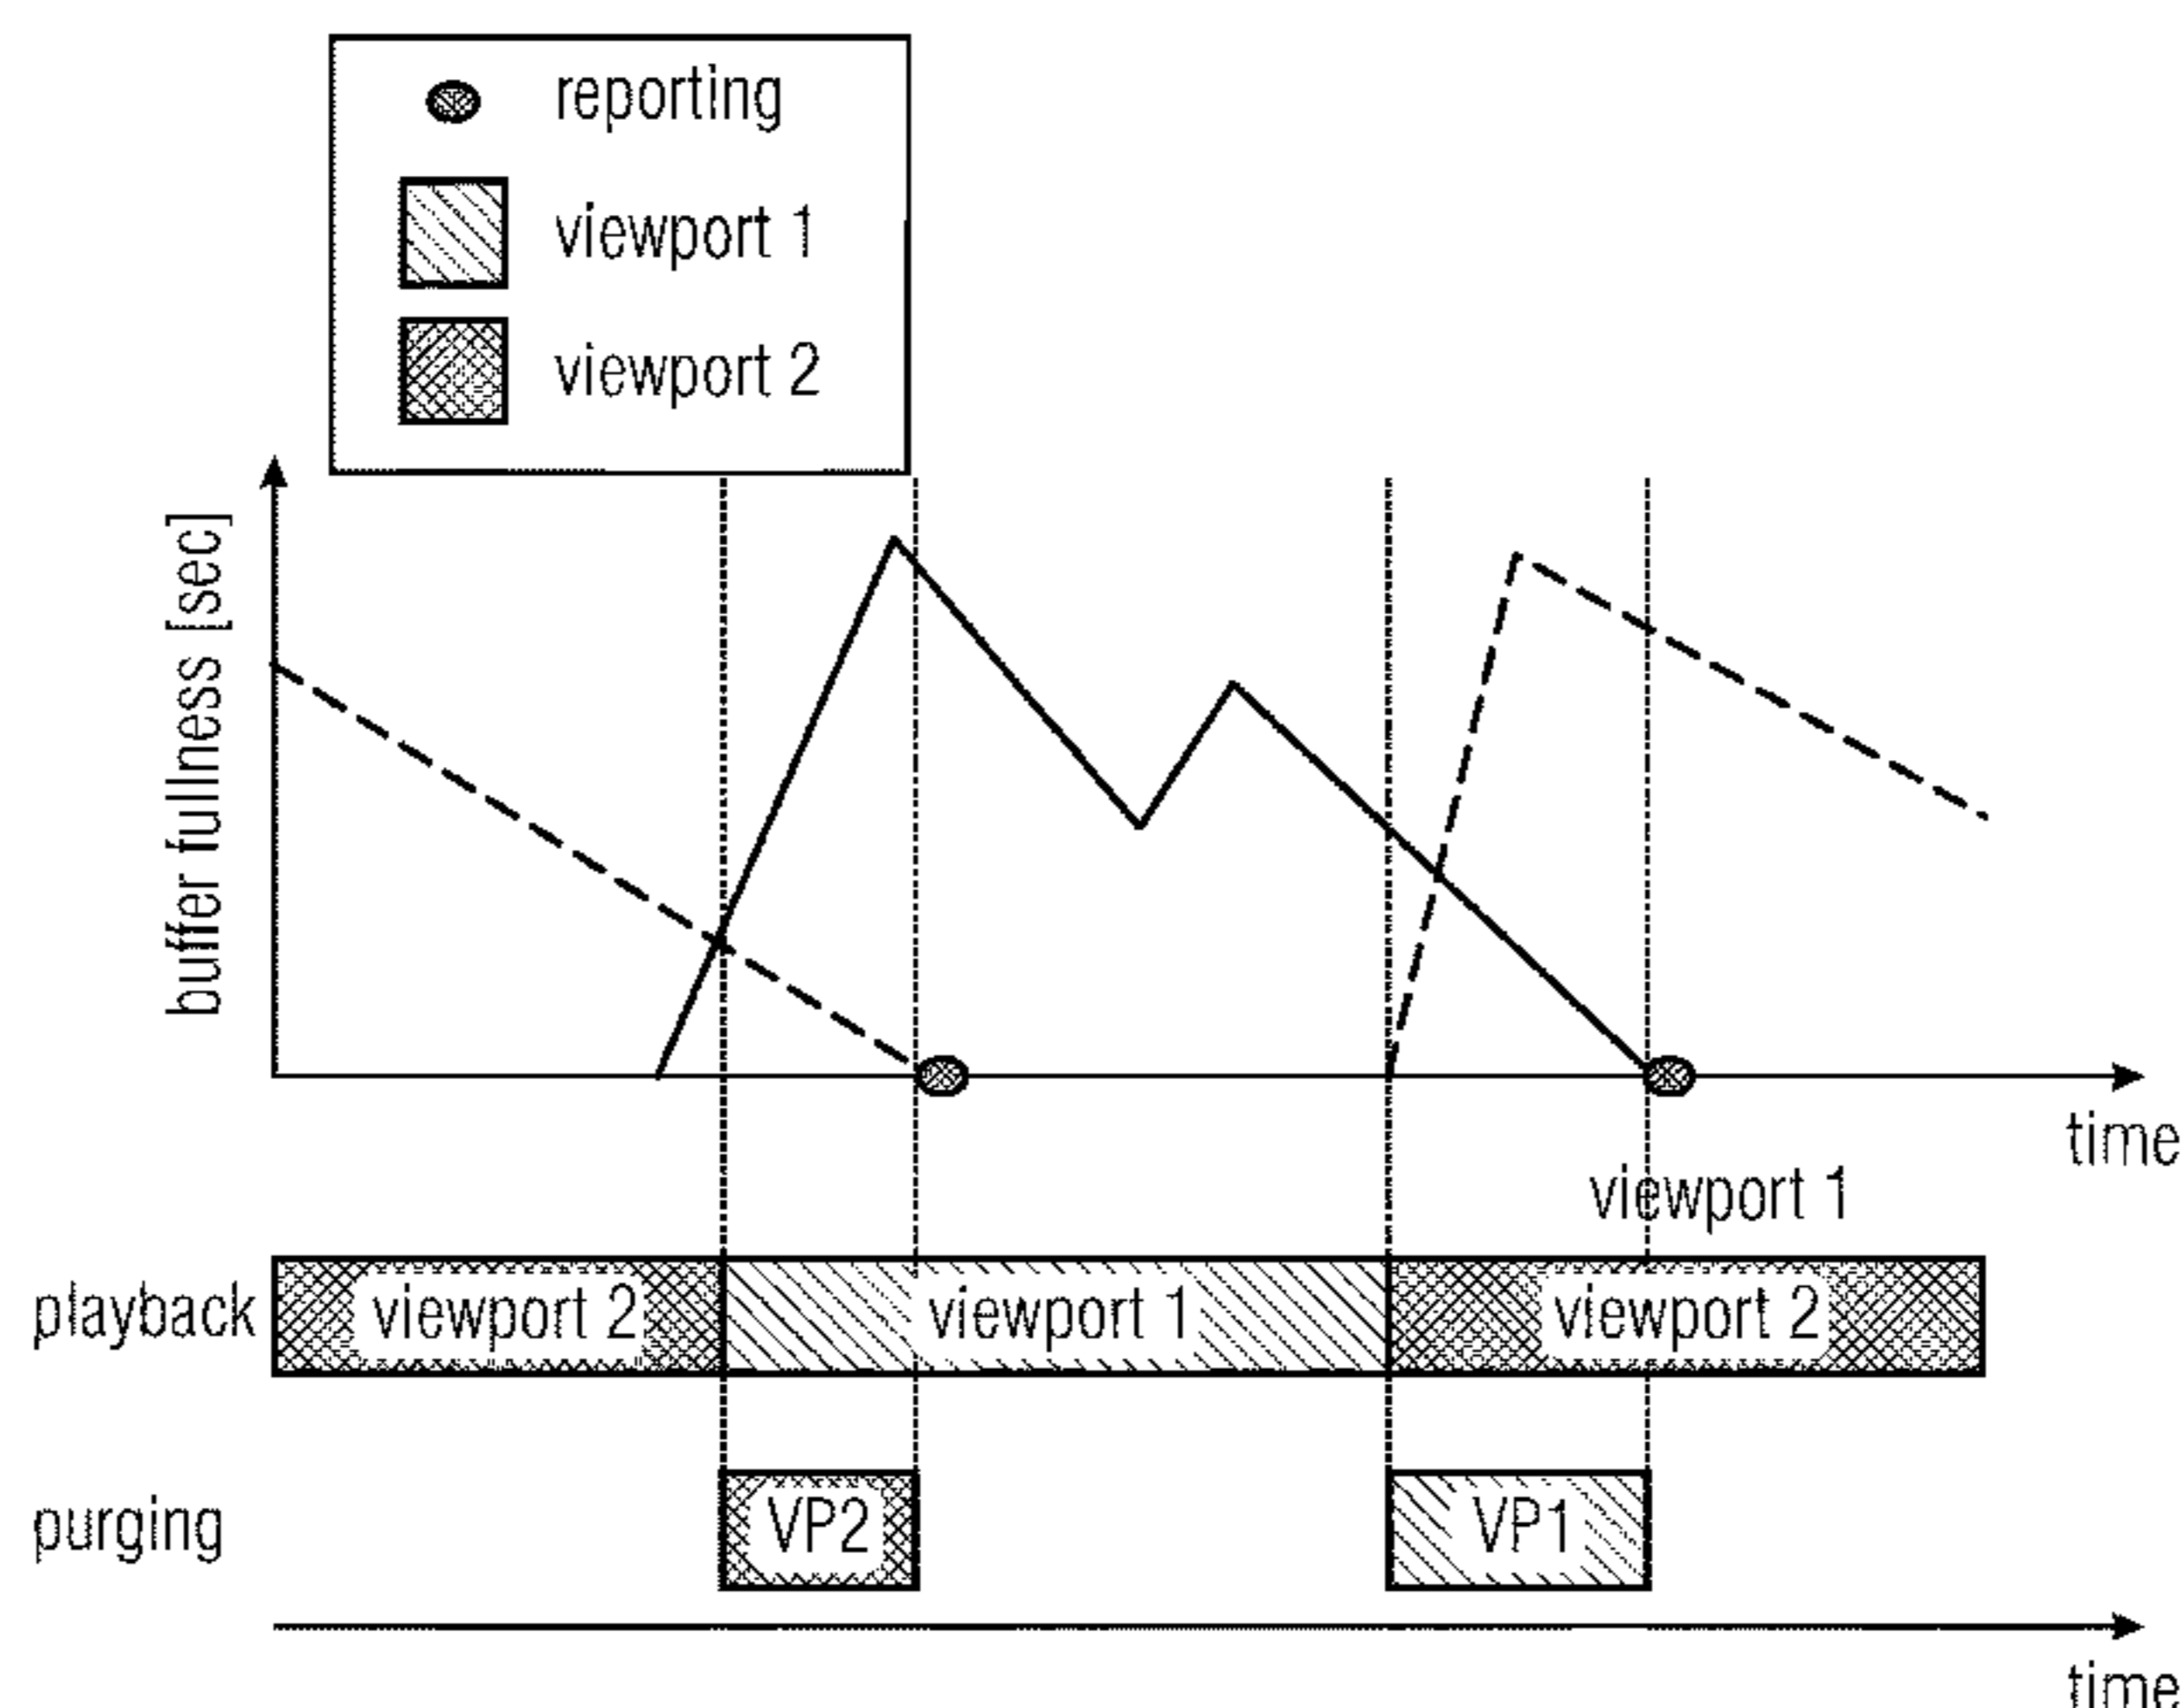 reporting
viewport 1
viewport 2
buffer fullness [sec]
time
viewport 1
playback
viewport 2
viewport 1
viewport 2
purging
VP2
VP1
time